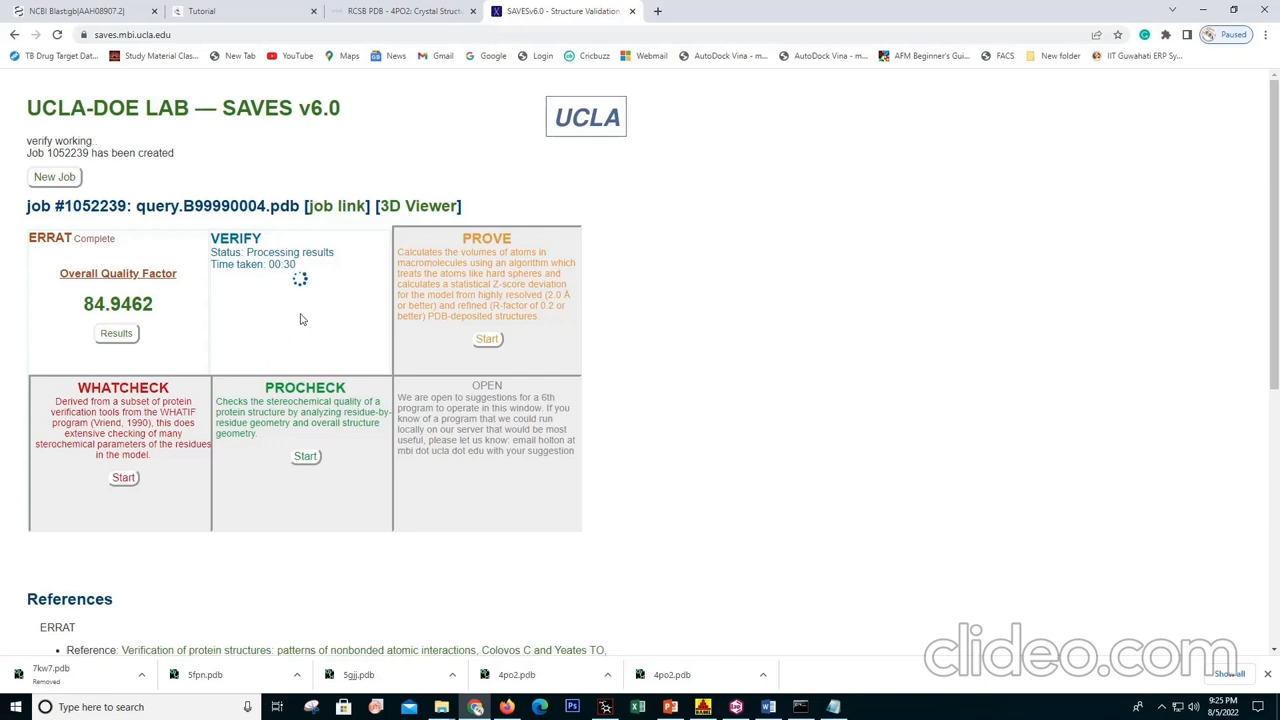 NCBI Blast:gb|AAH08907.2|
Tutorial
RCSB PDB - 4PO2: Crystal Struct
SAVESv6.0 - Structure Validation
saves.mbi.ucla.edu
Paused
TB Drug Target Dat...
Study Material Class...
New Tab
YouTube
Maps
News
Gmail
Google
Login
Cricbuzz
Webmail
AutoDock Vina - m...
AutoDock Vina - m...
AFM Beginner's Gui...
FACS
New folder
IIT Guwahati ERP Sy...
UCLA-DOE LAB — SAVES v6.0
UCLA
verify working..
Job 1052239 has been created
New Job
job #1052239: query.B99990004.pdb [job link] [3D Viewer]
ERRAT Complete
Overall Quality Factor
84.9462
Results
VERIFY
Status: Processing results
Time taken: 00:30
PROVE
Calculates the volumes of atoms in
macromolecules using an algorithm which
treats the atoms like hard spheres and
calculates a statistical Z-score deviation
for the model from highly resolved (2.0 Å
or better) and refined (R-factor of 0.2 or
better) PDB-deposited structures.
Start
WHATCHECK
Derived from a subset of protein
verification tools from the WHATIF
program (Vriend, 1990), this does
extensive checking of many
sterochemical parameters of the residues
in the model.
Start
PROCHECK
Checks the stereochemical quality of a
protein structure by analyzing residue-by-
residue geometry and overall structure
geometry.
Start
OPEN
We are open to suggestions for a 6th
program to operate in this window. If you
know of a program that we could run
locally on our server that would be most
useful, please let us know: email holton at
mbi dot ucla dot edu with your suggestion
References
ERRAT
• Reference: Verification of protein structures: patterns of nonbonded atomic interactions, Colovos C and Yeates TO,
clideo.com
7kw7.pdb
Removed
5fpn.pdb
5gjj.pdb
4po2.pdb
4po2.pdb
Show all
Type here to search
9:25 PM
8/5/2022